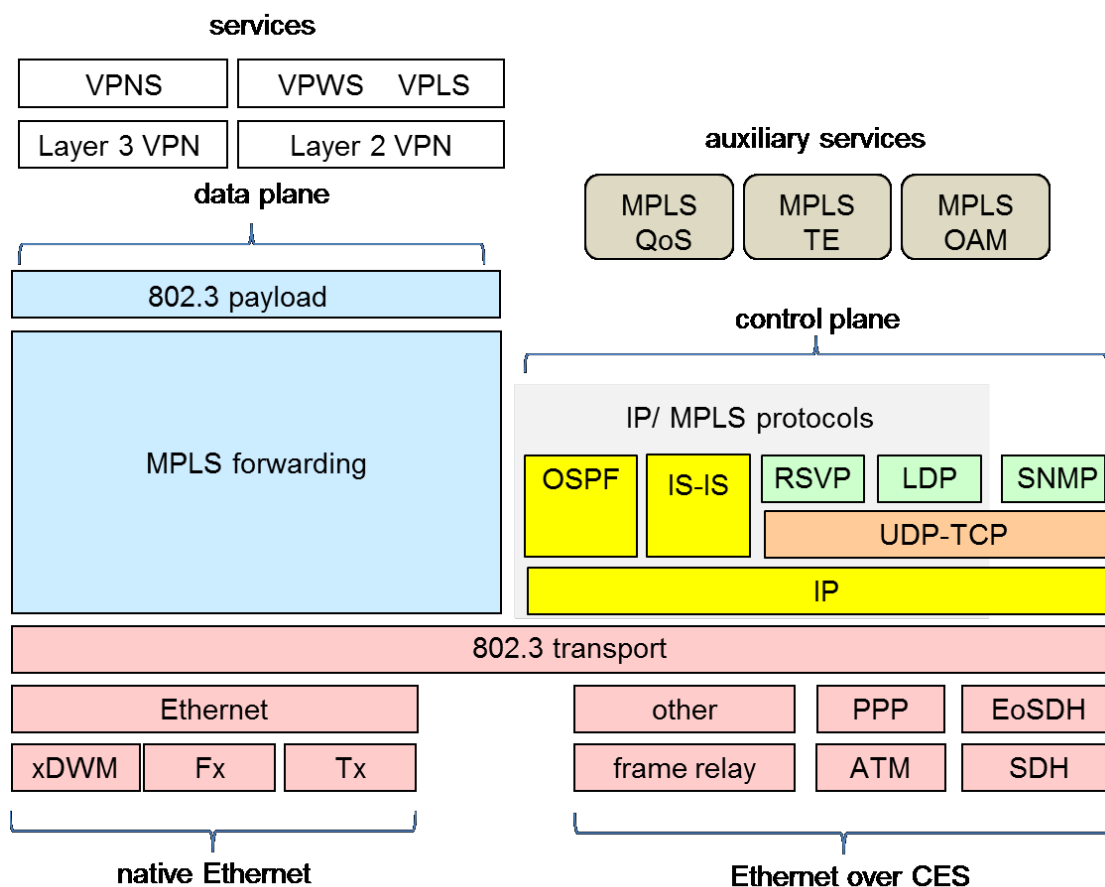 services
VPNS
VPWS VPLS
Layer 3 VPN
Layer 2 VPN
auxiliary services
data plane
MPLS
QoS
MPLS
TE
MPLS
OAM
802.3 payload
control plane
MPLS forwarding
IP/ MPLS protocols
OSPF
IS-IS
RSVP
LDP
SNMP
UDP-TCP
IP
802.3 transport
Ethernet
other
PPP
EoSDH
xDWM
Fx
Tx
frame relay
ATM
SDH
native Ethernet
Ethernet over CES